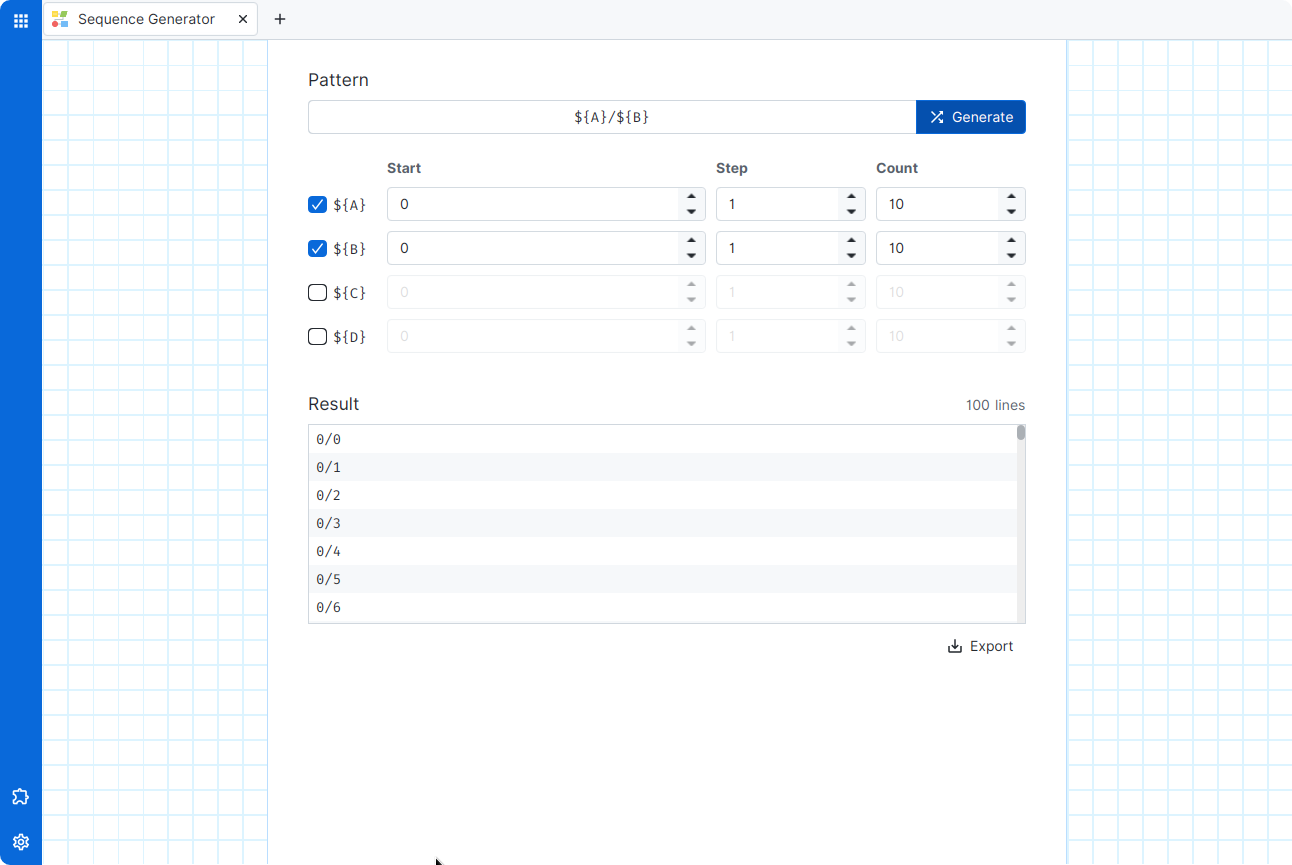 Sequence Generator
Pattern
${A}/${B}
Generate
Start Step Count
${A} 0 1 10
${B} 0 1 10
${C} 0 1 10
${D} 0 1 10
Result 100 lines
0/0
0/1
0/2
0/3
0/4
0/5
0/6
Export